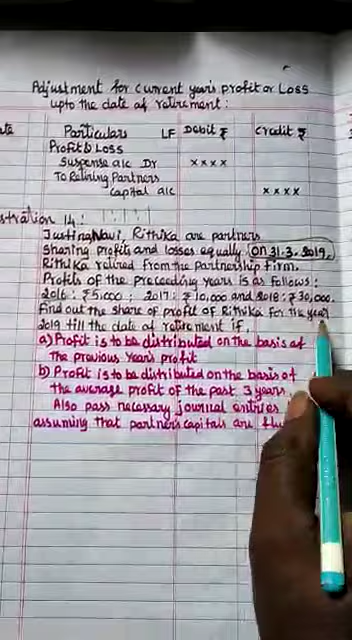 Adjustment for current year's profit or Loss
upto the date of retirement:
ate Particulars LF Debit ₹ Credit ₹
Profit & Loss
Suspense a/c Dr xxxx
To Retiring Partners
Capital a/c xxxx
stration 14:
Justina, Navi, Rithika are partners
Sharing profits and losses equally. On 31.3.2019,
Rithika retired from the partnership firm.
Profits of the preceding years is as follows:
2016: ₹5,000; 2017: ₹10,000 and 2018: ₹30,000.
Find out the share of profit of Rithika for the year
2019 till the date of retirement if,
a) Profit is to be distributed on the basis of
the previous year's profit
b) Profit is to be distributed on the basis of
the average profit of the past 3 years.
Also pass necessary journal entries
assuming that partners capitals are